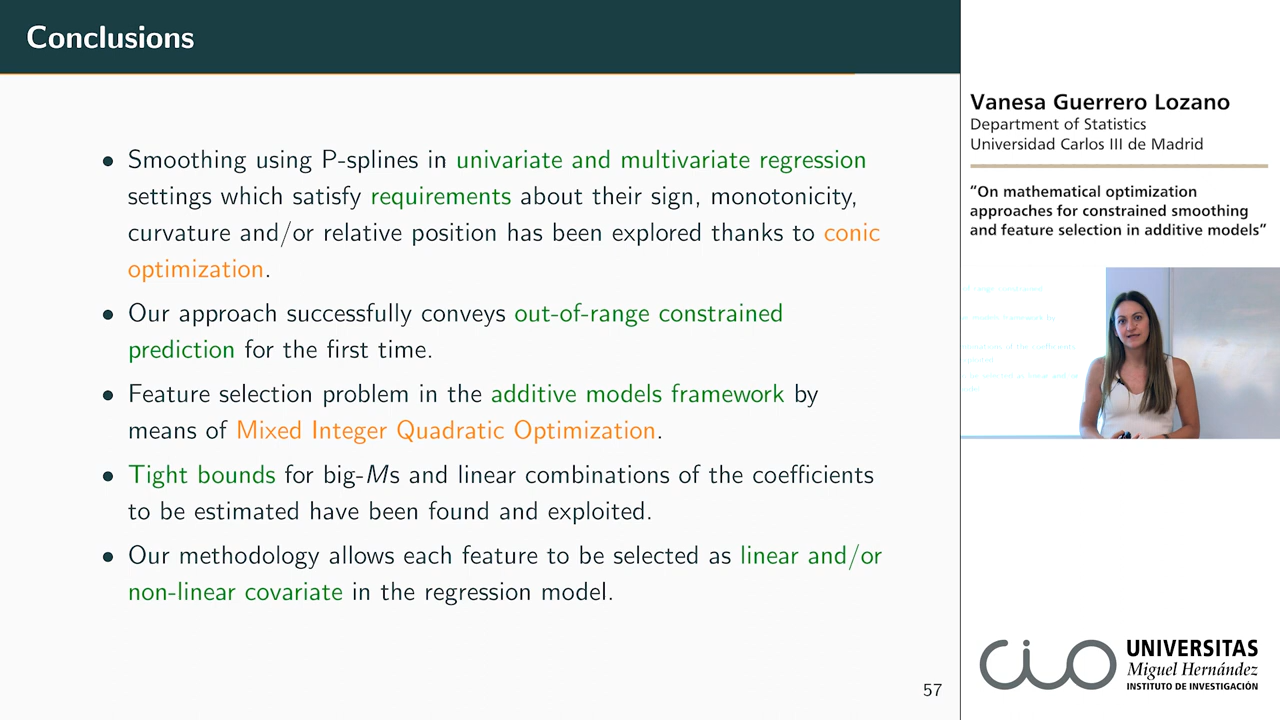 Conclusions
• Smoothing using P-splines in univariate and multivariate regression
settings which satisfy requirements about their sign, monotonicity,
curvature and/or relative position has been explored thanks to conic
optimization.
• Our approach successfully conveys out-of-range constrained
prediction for the first time.
• Feature selection problem in the additive models framework by
means of Mixed Integer Quadratic Optimization.
• Tight bounds for big-Ms and linear combinations of the coefficients
to be estimated have been found and exploited.
• Our methodology allows each feature to be selected as linear and/or
non-linear covariate in the regression model.
57
Vanesa Guerrero Lozano
Department of Statistics
Universidad Carlos III de Madrid
“On mathematical optimization
approaches for constrained smoothing
and feature selection in additive models”
CIO
UNIVERSITAS
Miguel Hernández
INSTITUTO DE INVESTIGACIÓN